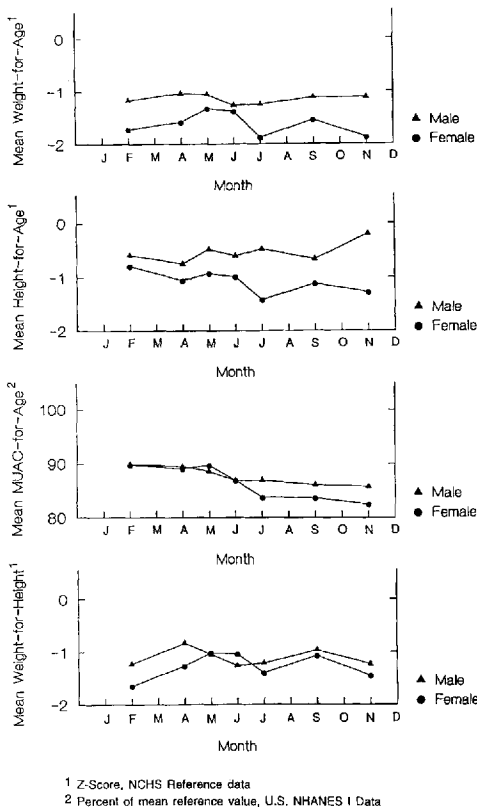 Mean Weight-for-Age¹
0
-1
-2
J F M A M J J A S O N D
Month
▲ Male
● Female
Mean Height-for-Age¹
0
-1
-2
J F M A M J J A S O N D
Month
▲ Male
● Female
Mean MUAC-for-Age²
100
90
80
J F M A M J J A S O N D
Month
▲ Male
● Female
Mean Weight-for-Height¹
0
-1
-2
J F M A M J J A S O N D
Month
▲ Male
● Female
¹ Z-Score, NCHS Reference data
² Percent of mean reference value, U.S. NHANES I Data